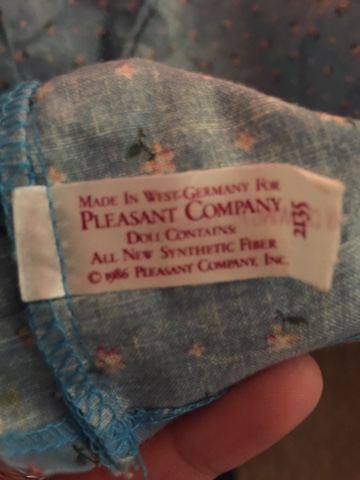 MADE IN WEST-GERMANY FOR
PLEASANT COMPANY
DOLL CONTAINS:
ALL NEW SYNTHETIC FIBER
© 1986 PLEASANT COMPANY, INC.
2135